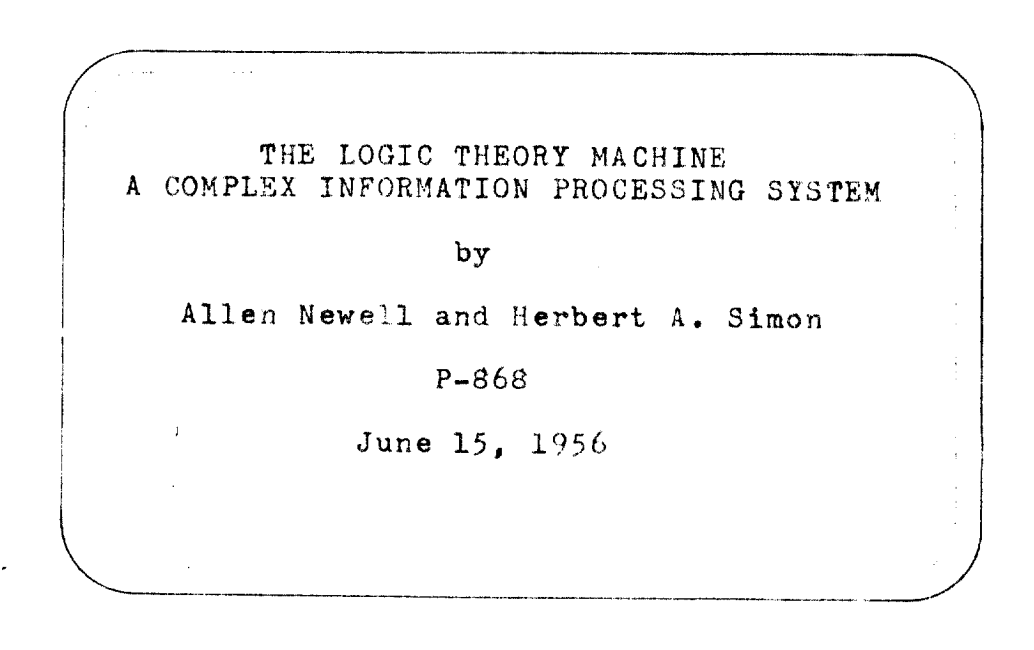 THE LOGIC THEORY MACHINE
A COMPLEX INFORMATION PROCESSING SYSTEM
by
Allen Newell and Herbert A. Simon
P-868
June 15, 1956